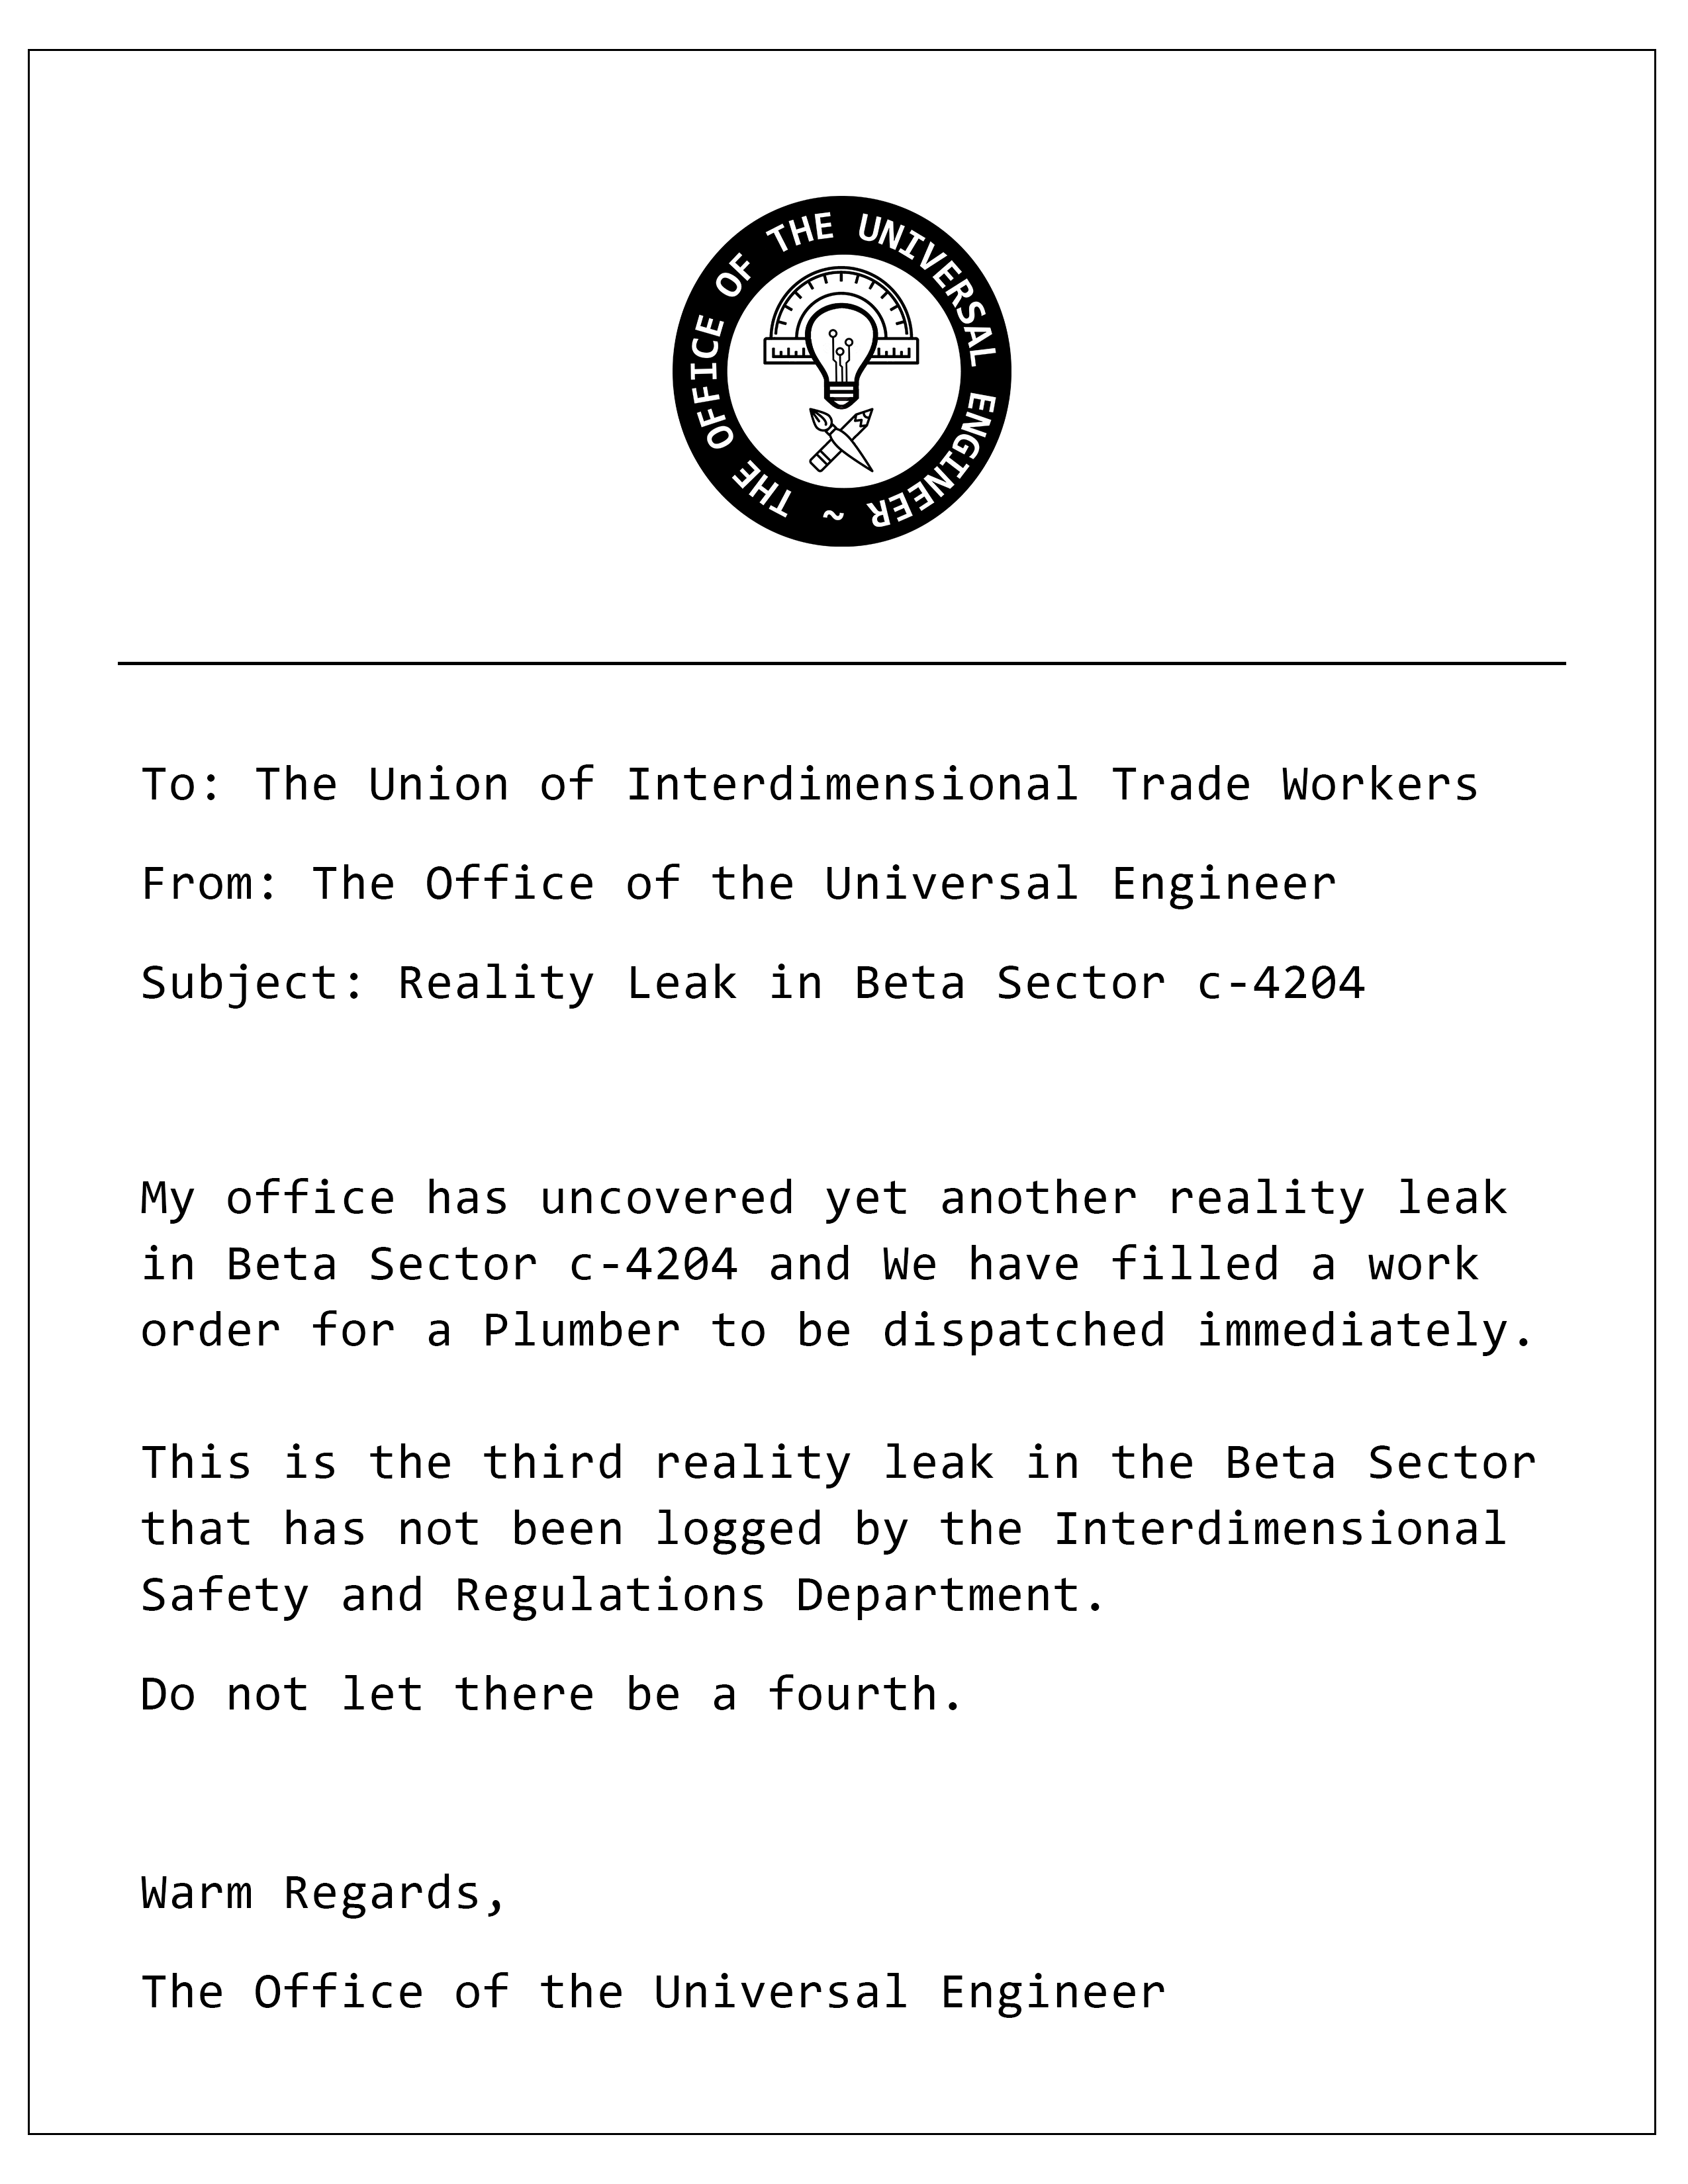 THE OFFICE OF THE UNIVERSAL ENGINEER ~
To: The Union of Interdimensional Trade Workers
From: The Office of the Universal Engineer
Subject: Reality Leak in Beta Sector c-4204
My office has uncovered yet another reality leak
in Beta Sector c-4204 and We have filled a work
order for a Plumber to be dispatched immediately.
This is the third reality leak in the Beta Sector
that has not been logged by the Interdimensional
Safety and Regulations Department.
Do not let there be a fourth.
Warm Regards,
The Office of the Universal Engineer